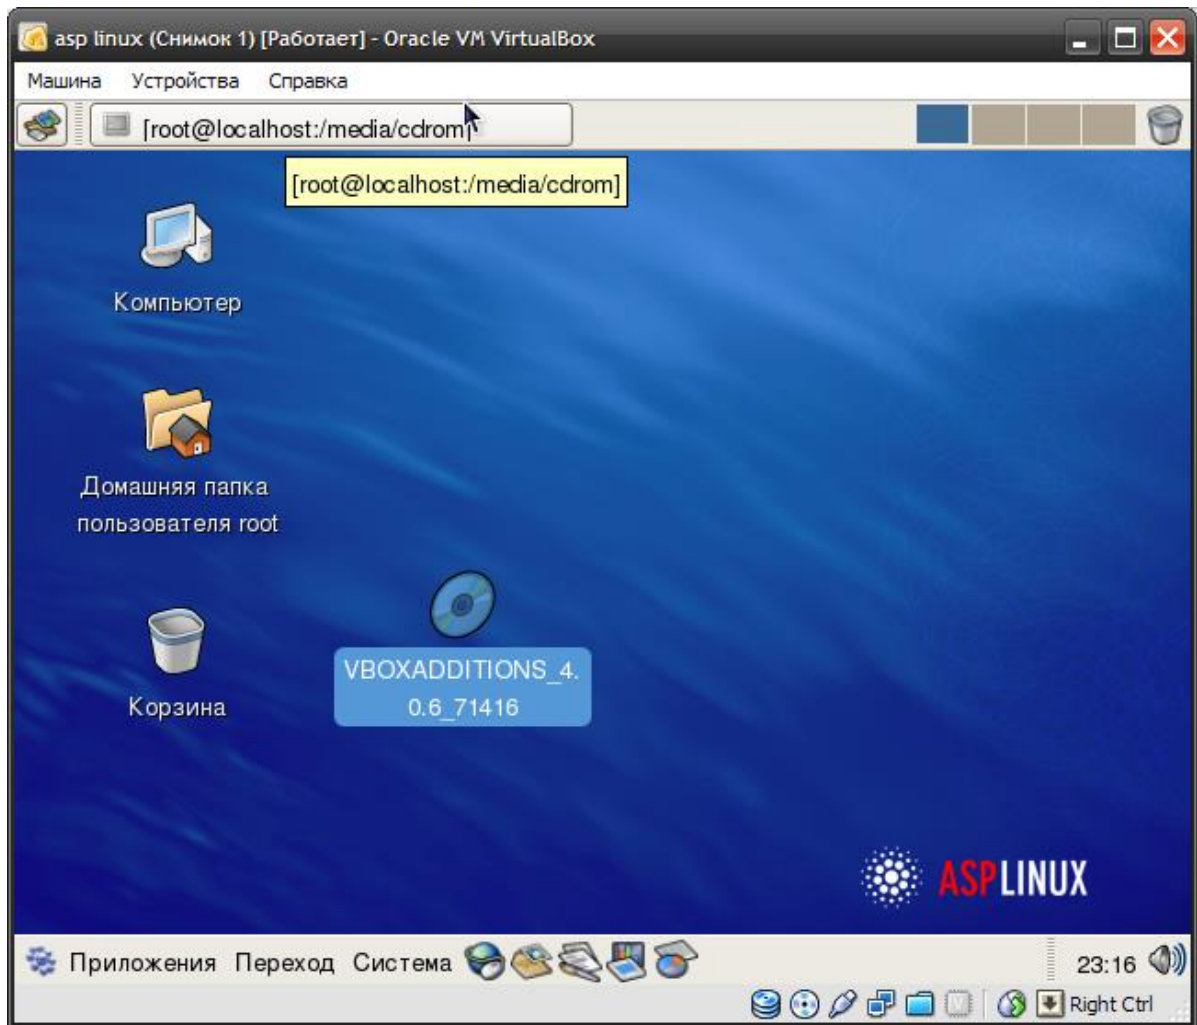 asp linux (Снимок 1) [Работает] - Oracle VM VirtualBox
Машина Устройства Справка
[root@localhost:/media/cdrom]
[root@localhost:/media/cdrom]
Компьютер
Домашняя папка
пользователя root
VBOXADDITIONS_4.
0.6_71416
Корзина
ASPLINUX
Приложения Переход Система 23:16
Right Ctrl